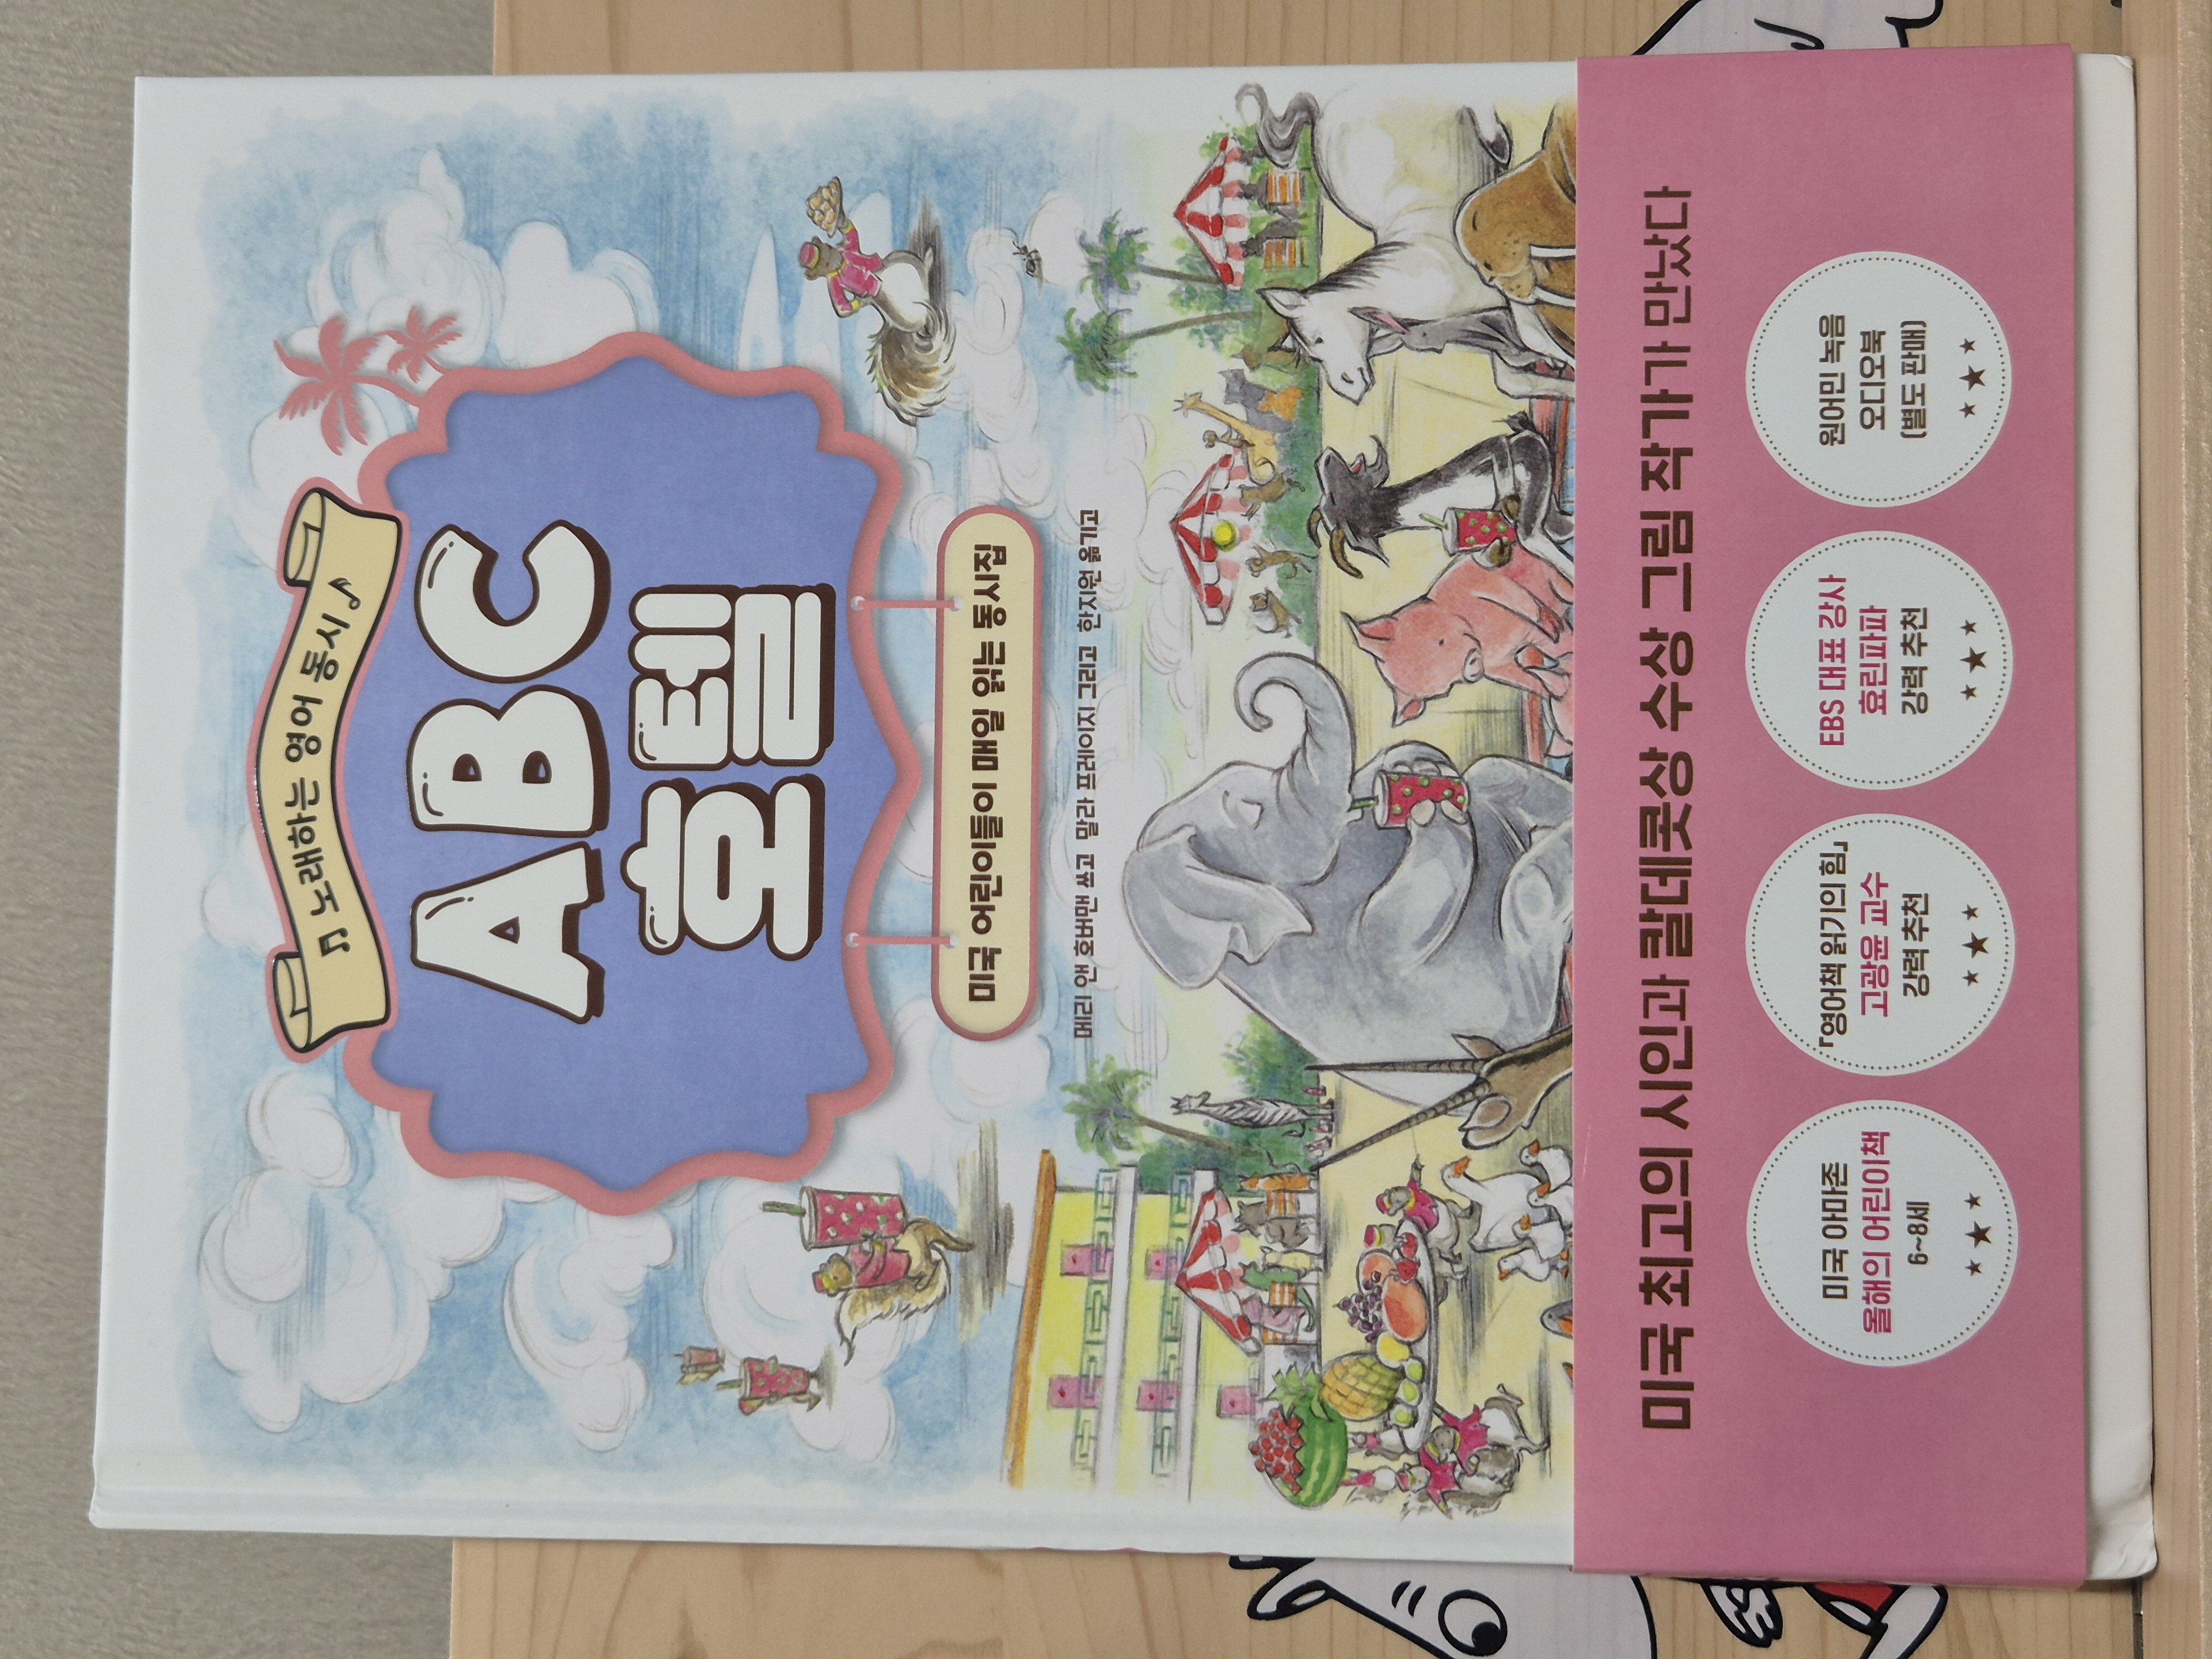 ♫ 노래하는 영어 동시 ♪
ABC
호텔
미국 어린이들이 매일 읽는 동시집
메리 앤 호버맨 쓰고 말라 프레이지 그리고 한지원 옮기고
미국 최고의 시인과 칼데콧상 수상 그림 작가가 만났다
미국 아마존
올해의 어린이책
6~8세
「영어책 읽기의 힘」
고광윤 교수
강력 추천
EBS 대표 강사
효린파파
강력 추천
원어민 녹음
오디오북
(별도 판매)